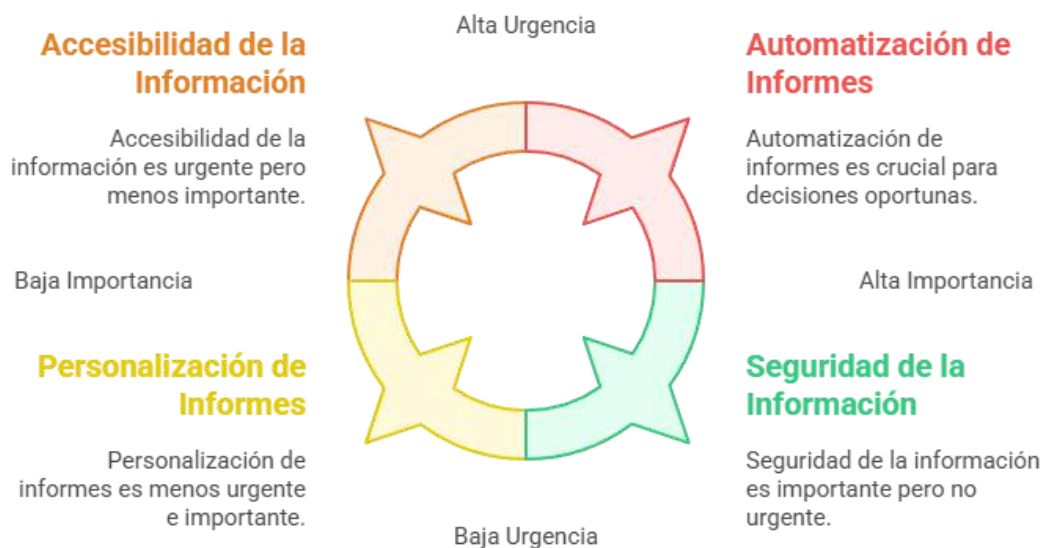 Alta Urgencia
Accesibilidad de la
Información
Accesibilidad de la
información es urgente pero
menos importante.
Automatización de
Informes
Automatización de
informes es crucial para
decisiones oportunas.
Baja Importancia
Alta Importancia
Personalización de
Informes
Personalización de
informes es menos urgente
e importante.
Seguridad de la
Información
Seguridad de la información
es importante pero no
urgente.
Baja Urgencia